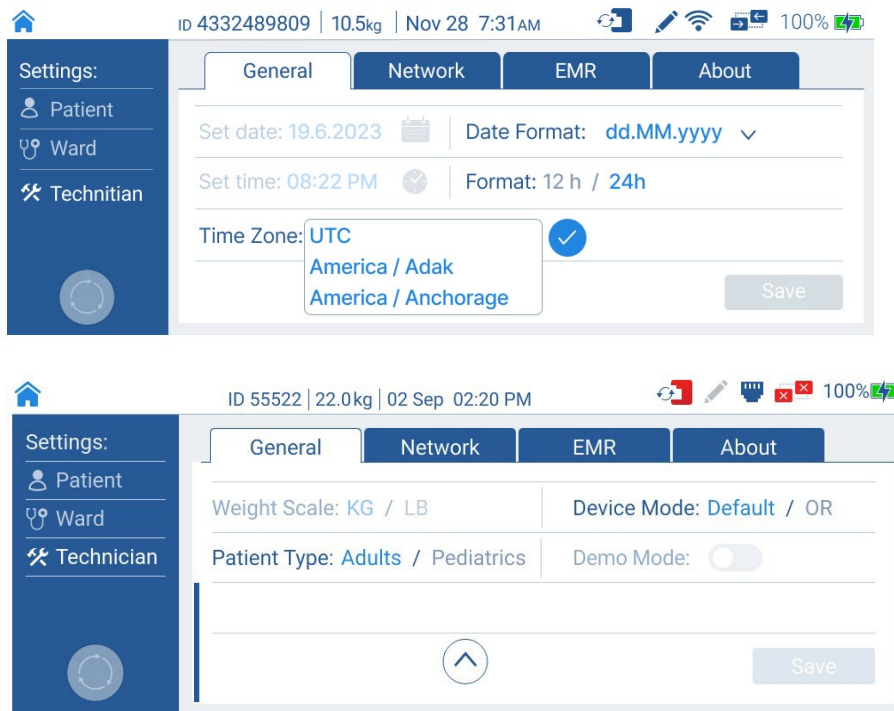 ID 4332489809 | 10.5kg | Nov 28 7:31AM 100%
Settings:
General Network EMR About
Patient
Ward
Technitian
Set date: 19.6.2023 Date Format: dd.MM.yyyy
Set time: 08:22 PM Format: 12 h / 24h
Time Zone: UTC
America / Adak
America / Anchorage
Save
ID 55522 | 22.0kg | 02 Sep 02:20 PM 100%
Settings:
General Network EMR About
Patient
Ward
Technician
Weight Scale: KG / LB Device Mode: Default / OR
Patient Type: Adults / Pediatrics Demo Mode:
Save